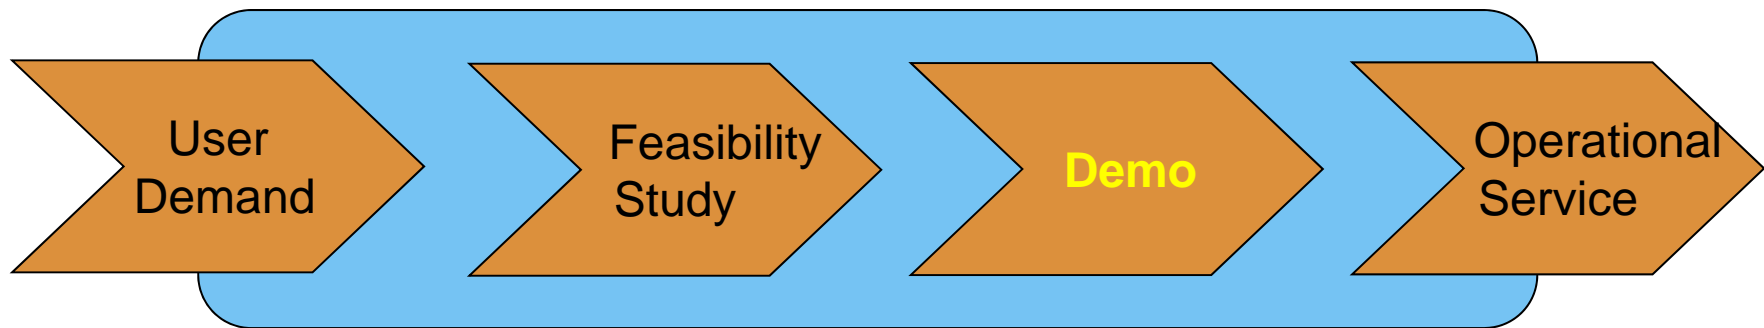 User
Demand
Feasibility
Study
Demo
Operational
Service